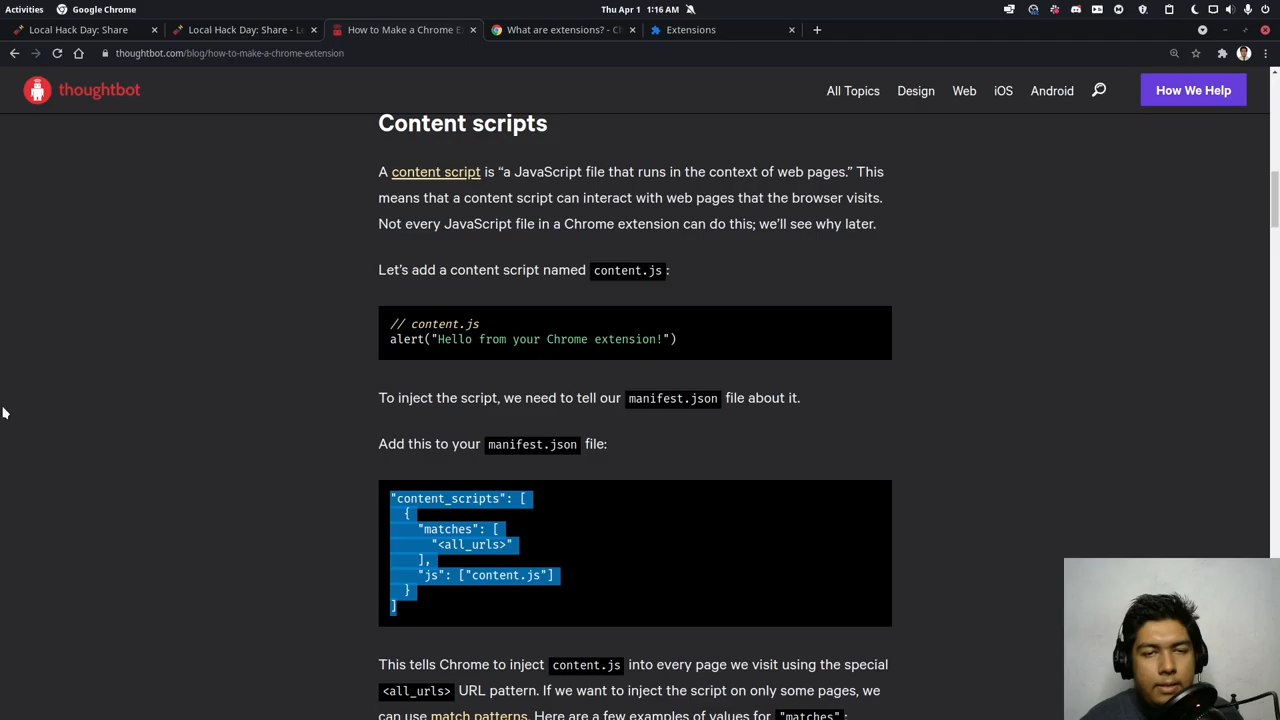 Activities Google Chrome Thu Apr 1 1:16 AM
Local Hack Day: Share Local Hack Day: Share - Le How to Make a Chrome E What are extensions? - Ch Extensions
thoughtbot.com/blog/how-to-make-a-chrome-extension
thoughtbot All Topics Design Web iOS Android How We Help
Content scripts
A content script is “a JavaScript file that runs in the context of web pages.” This
means that a content script can interact with web pages that the browser visits.
Not every JavaScript file in a Chrome extension can do this; we’ll see why later.
Let’s add a content script named content.js:
// content.js
alert("Hello from your Chrome extension!")
To inject the script, we need to tell our manifest.json file about it.
Add this to your manifest.json file:
"content_scripts": [
{
"matches": [
"<all_urls>"
],
"js": ["content.js"]
}
]
This tells Chrome to inject content.js into every page we visit using the special
<all_urls> URL pattern. If we want to inject the script on only some pages, we
can use match patterns. Here are a few examples of values for "matches":